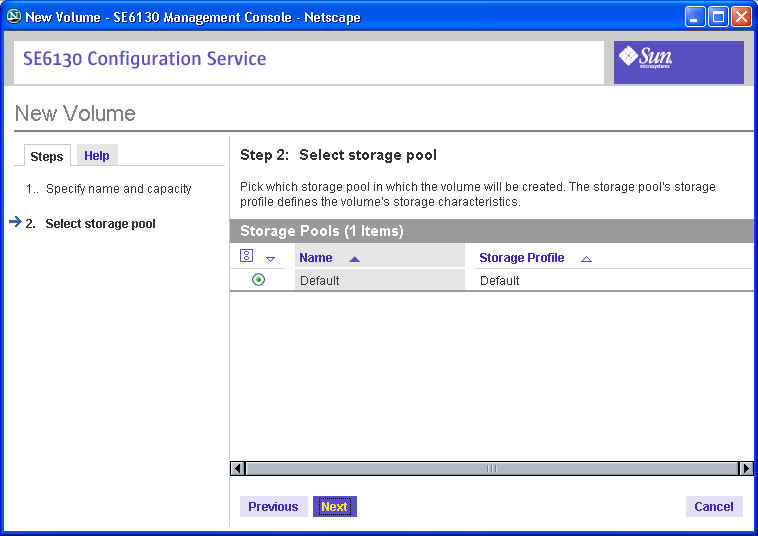 New Volume - SE6130 Management Console - Netscape
SE6130 Configuration Service
Sun
microsystems
New Volume
Steps
Help
1.. Specify name and capacity
2. Select storage pool
Step 2: Select storage pool
Pick which storage pool in which the volume will be created. The storage pool's storage
profile defines the volume's storage characteristics.
Storage Pools (1 Items)
Name Storage Profile
Default Default
Previous Next Cancel